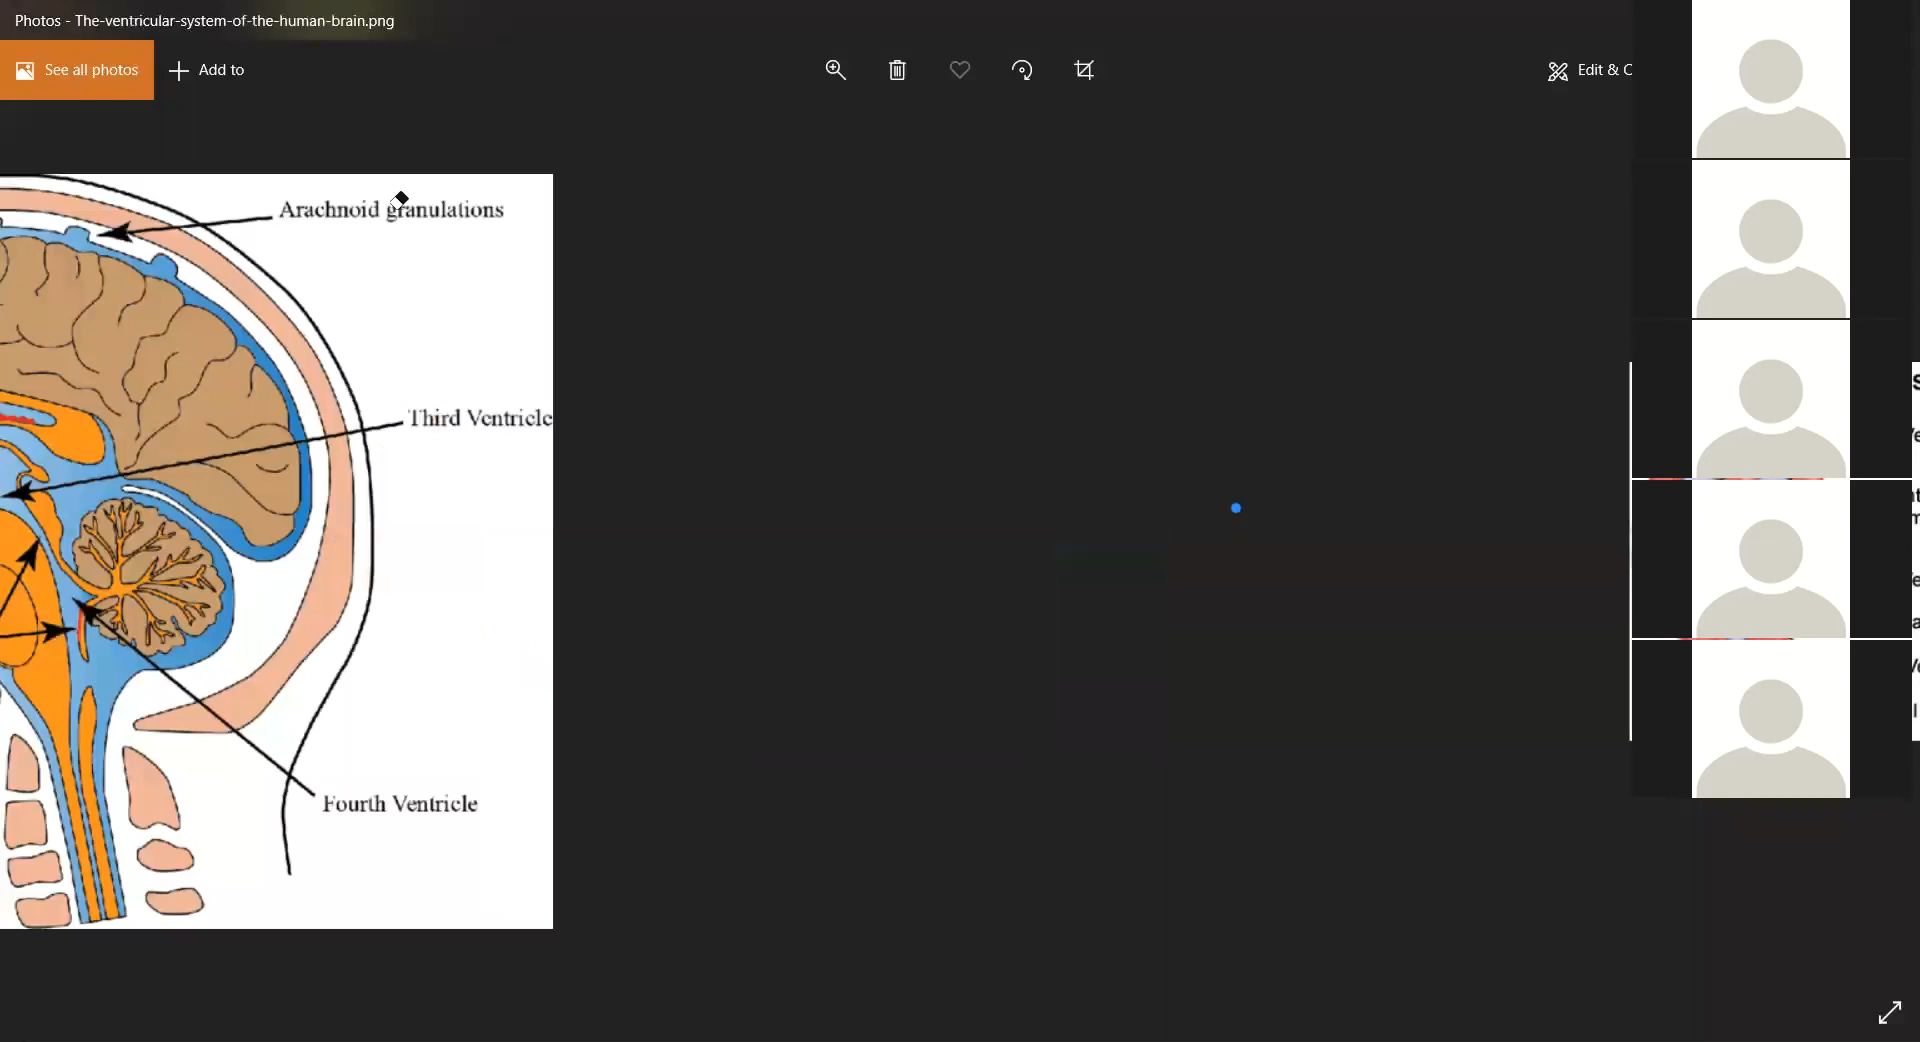 Photos - The-ventricular-system-of-the-human-brain.png
See all photos
Add to
Edit & C
Arachnoid granulations
Third Ventricle
Fourth Ventricle